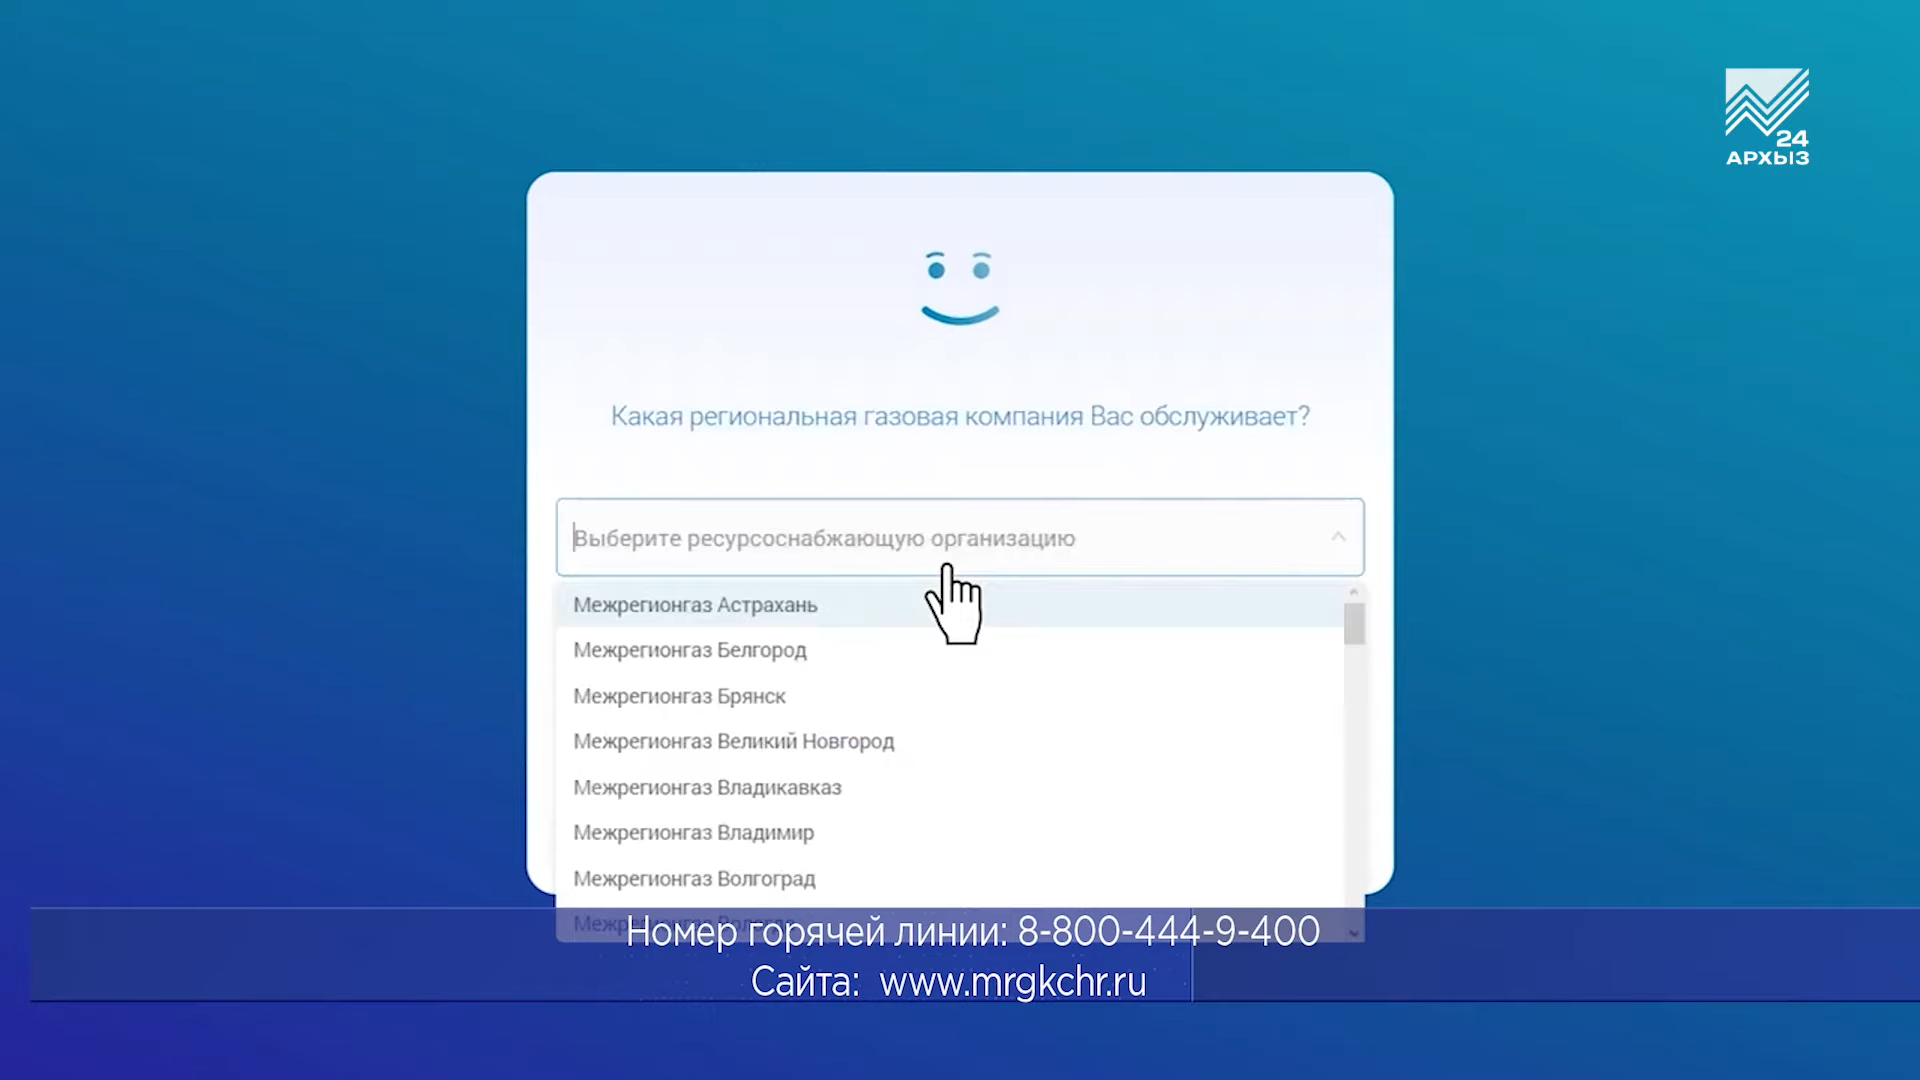 24
АРХЫЗ
Какая региональная газовая компания Вас обслуживает?
Выберите ресурсоснабжающую организацию
Межрегионгаз Астрахань
Межрегионгаз Белгород
Межрегионгаз Брянск
Межрегионгаз Великий Новгород
Межрегионгаз Владикавказ
Межрегионгаз Владимир
Межрегионгаз Волгоград
Межрегионгаз Вологда
Номер горячей линии: 8-800-444-9-400
Сайта: www.mrgkchr.ru